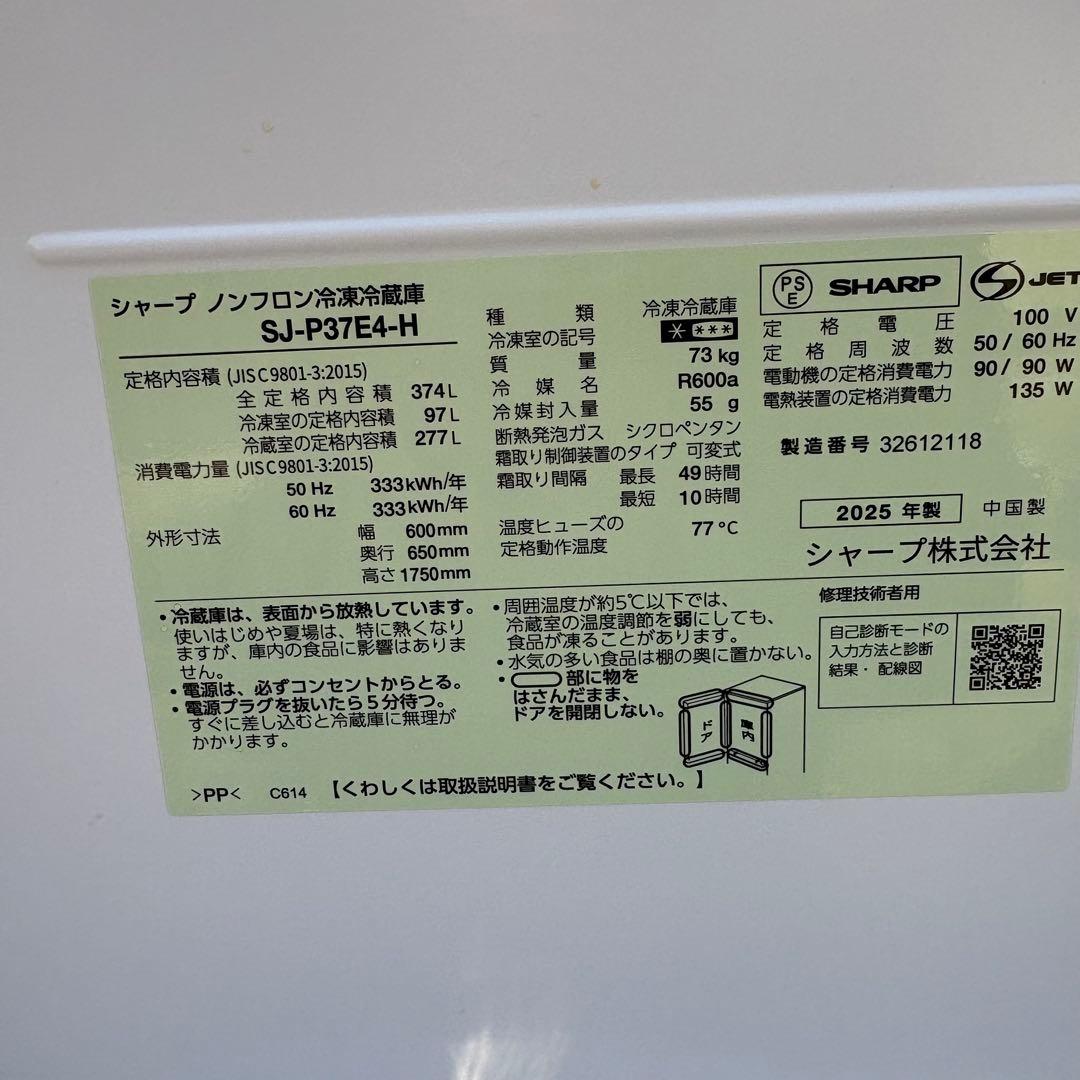 シャープ ノンフロン冷凍冷蔵庫
SJ-P37E4-H
定格内容積 (JIS C 9801-3:2015)
全定格内容積 374L
冷凍室の定格内容積 97L
冷蔵室の定格内容積 277L
消費電力量 (JIS C 9801-3:2015)
50 Hz 333kWh/年
60 Hz 333kWh/年
外形寸法 幅 600mm
奥行 650mm
高さ 1750mm
種類 冷凍冷蔵庫
冷凍室の記号 * ***
質量 73 kg
冷媒名 R600a
冷媒封入量 55 g
断熱発泡ガス シクロペンタン
霜取り制御装置のタイプ 可変式
霜取り間隔 最長 49時間
最短 10時間
温度ヒューズの
定格動作温度 77℃
PS E SHARP JET
定格電圧 100 V
定格周波数 50 / 60 Hz
電動機の定格消費電力 90 / 90 W
電熱装置の定格消費電力 135 W
製造番号 32612118
2025 年製 中国製
シャープ株式会社
・冷蔵庫は、表面から放熱しています。
使いはじめや夏場は、特に熱くなり
ますが、庫内の食品に影響はありま
せん。
・電源は、必ずコンセントからとる。
・電源プラグを抜いたら5分待つ。
すぐに差し込むと冷蔵庫に無理が
かかります。
・周囲温度が約5℃以下では、
冷蔵室の温度調節を弱にしても、
食品が凍ることがあります。
・水気の多い食品は棚の奥に置かない。
・部に物を
はさんだまま、
ドアを開閉しない。
ドア
庫内
修理技術者用
自己診断モードの
入力方法と診断
結果・配線図
>PP< C614 【くわしくは取扱説明書をご覧ください。】